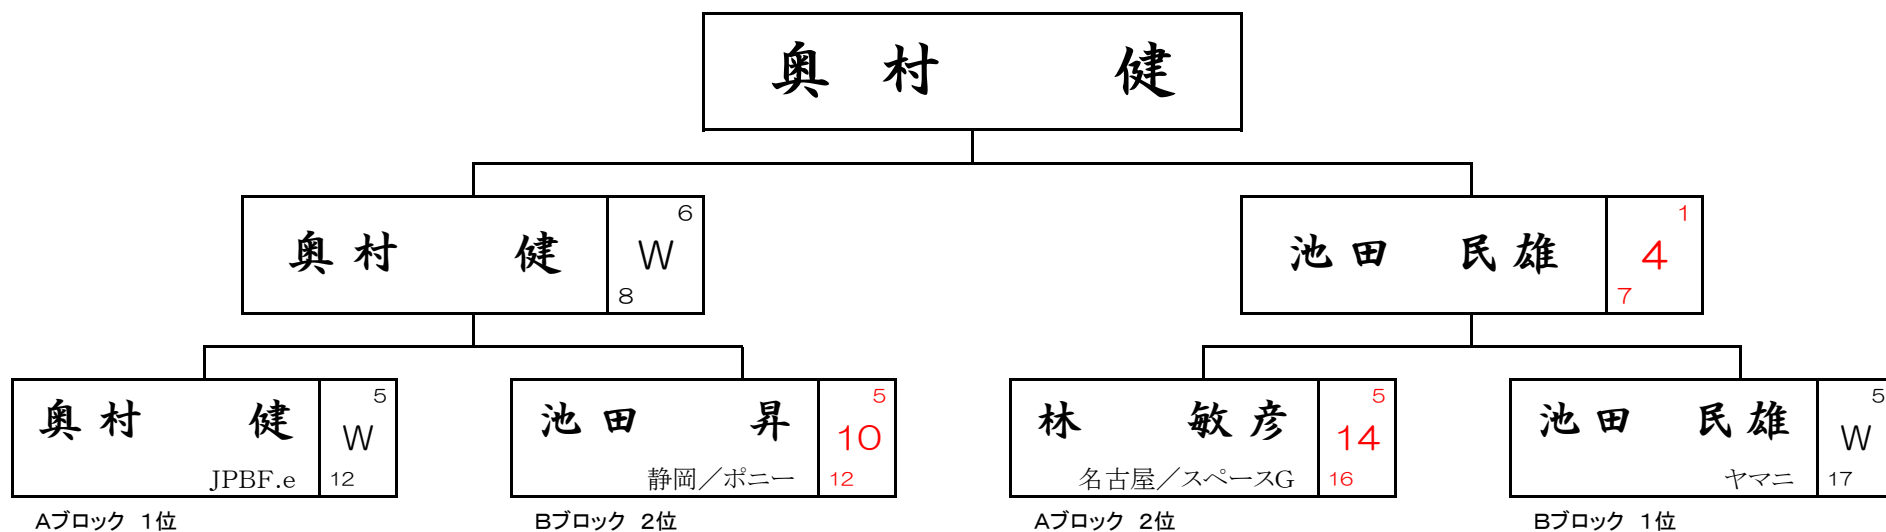 奥村 健
奥村 健
6
W
8
池田 民雄
1
4
7
奥村 健
JPBF.e
5
W
12
池田 昇
静岡／ポニー
5
10
12
林 敏彦
名古屋／スペースG
5
14
16
池田 民雄
ヤマニ
5
W
17
Aブロック 1位
Bブロック 2位
Aブロック 2位
Bブロック 1位